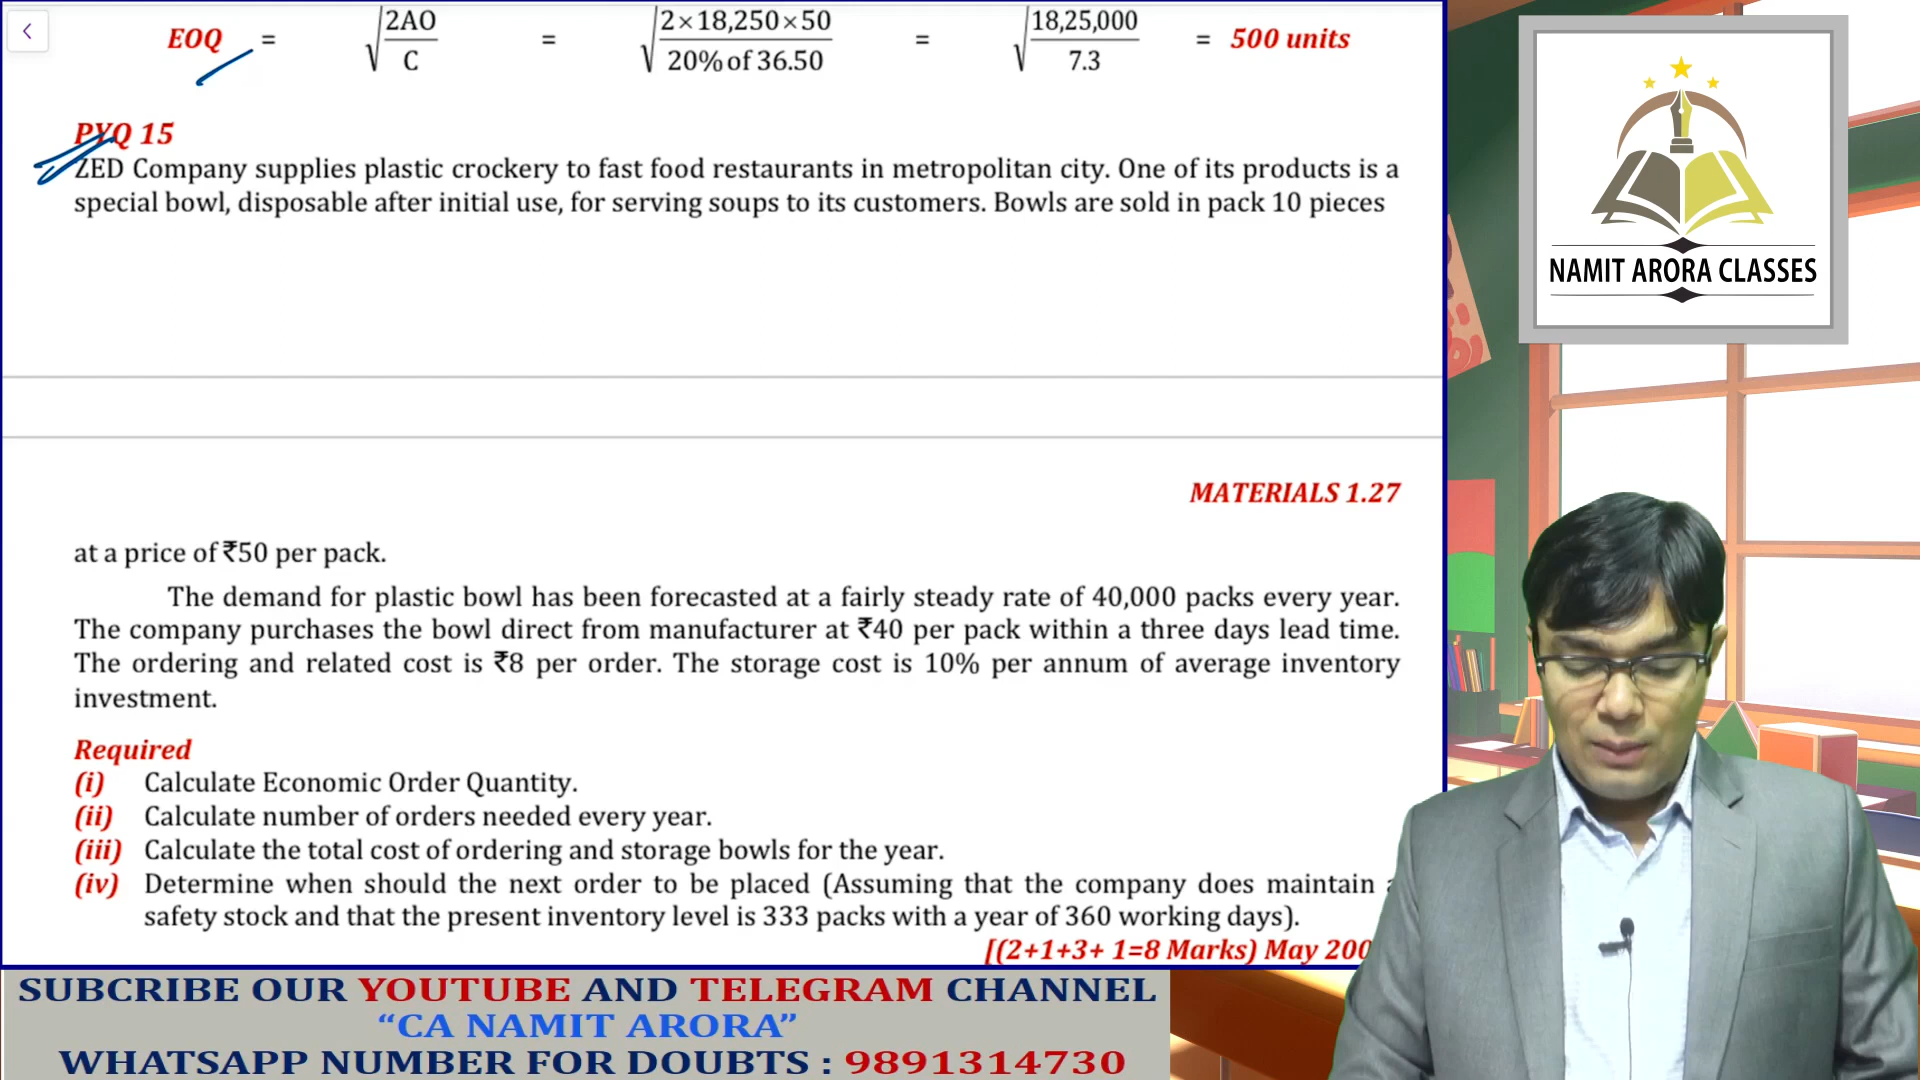 EOQ = √ 2AO / C = √ 2×18,250×50 / 20% of 36.50 = √ 18,25,000 / 7.3 = 500 units
PYQ 15
ZED Company supplies plastic crockery to fast food restaurants in metropolitan city. One of its products is a
special bowl, disposable after initial use, for serving soups to its customers. Bowls are sold in pack 10 pieces
NAMIT ARORA CLASSES
MATERIALS 1.27
at a price of ₹50 per pack.
The demand for plastic bowl has been forecasted at a fairly steady rate of 40,000 packs every year.
The company purchases the bowl direct from manufacturer at ₹40 per pack within a three days lead time.
The ordering and related cost is ₹8 per order. The storage cost is 10% per annum of average inventory
investment.
Required
(i) Calculate Economic Order Quantity.
(ii) Calculate number of orders needed every year.
(iii) Calculate the total cost of ordering and storage bowls for the year.
(iv) Determine when should the next order to be placed (Assuming that the company does maintain
safety stock and that the present inventory level is 333 packs with a year of 360 working days).
[(2+1+3+ 1=8 Marks) May 200
SUBCRIBE OUR YOUTUBE AND TELEGRAM CHANNEL
“CA NAMIT ARORA”
WHATSAPP NUMBER FOR DOUBTS : 9891314730